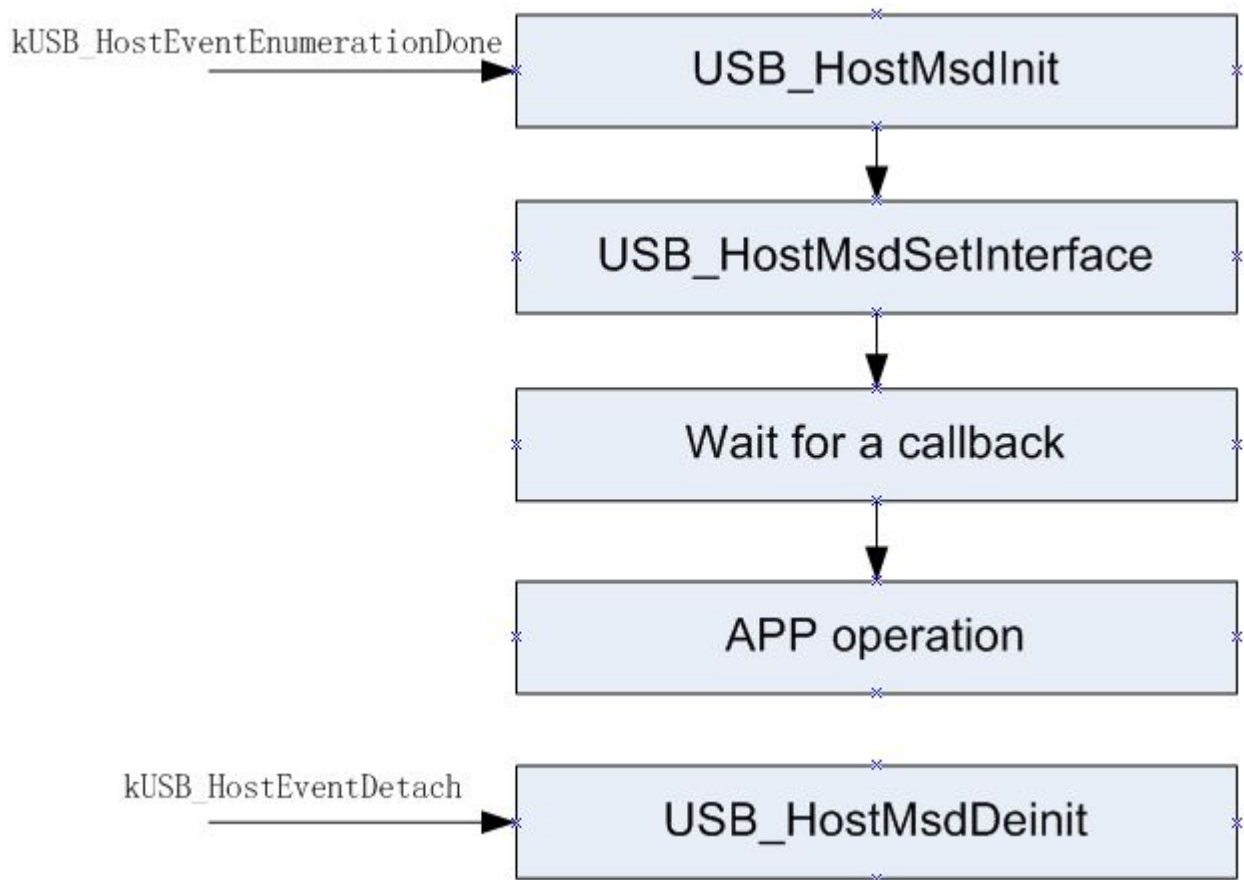 kUSB_HostEventEnumerationDone
USB_HostMsdInit
USB_HostMsdSetInterface
Wait for a callback
APP operation
kUSB_HostEventDetach
USB_HostMsdDeinit